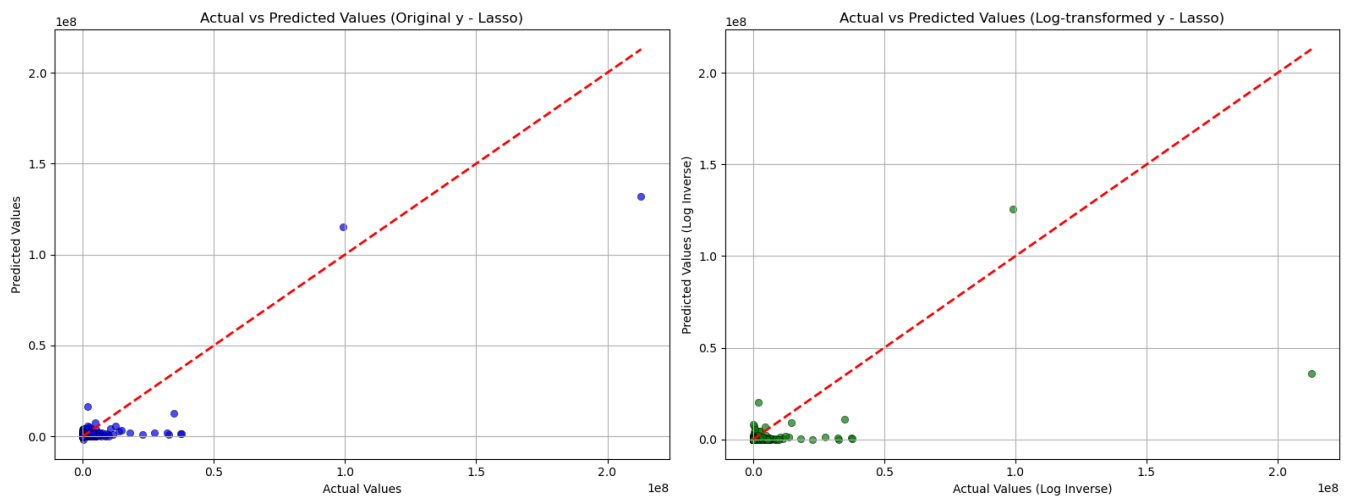 Actual vs Predicted Values (Original y - Lasso)
1e8
Predicted Values
2.0
1.5
1.0
0.5
0.0
0.0
0.5
1.0
1.5
2.0
1e8
Actual Values
Actual vs Predicted Values (Log-transformed y - Lasso)
1e8
Predicted Values (Log Inverse)
2.0
1.5
1.0
0.5
0.0
0.0
0.5
1.0
1.5
2.0
1e8
Actual Values (Log Inverse)